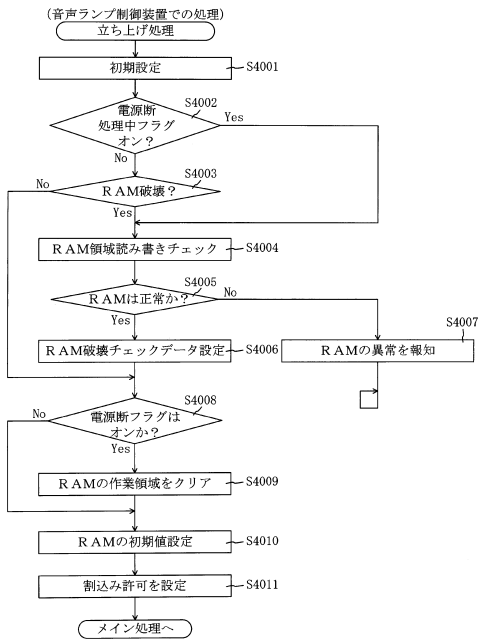 (音声ランプ制御装置での処理)
立ち上げ処理
初期設定
S4001
電源断
処理中フラグ
オン？
S4002
Yes
No
RAM破壊？
S4003
No
Yes
RAM領域読み書きチェック
S4004
RAMは正常か？
S4005
No
Yes
RAM破壊チェックデータ設定
S4006
RAMの異常を報知
S4007
電源断フラグは
オンか？
S4008
No
Yes
RAMの作業領域をクリア
S4009
RAMの初期値設定
S4010
割込み許可を設定
S4011
メイン処理へ